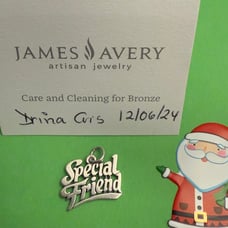 JAMES AVERY
artisan jewelry
Care and Cleaning for Bronze
12/06/24
Special
Friend